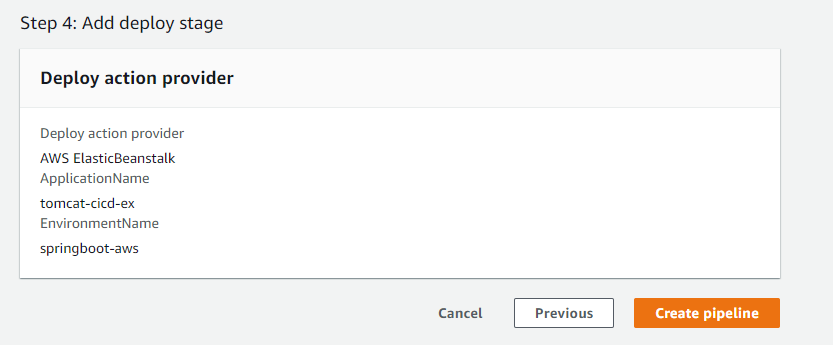 Step 4: Add deploy stage
Deploy action provider
Deploy action provider
AWS ElasticBeanstalk
ApplicationName
tomcat-cicd-ex
EnvironmentName
springboot-aws
Cancel
Previous
Create pipeline